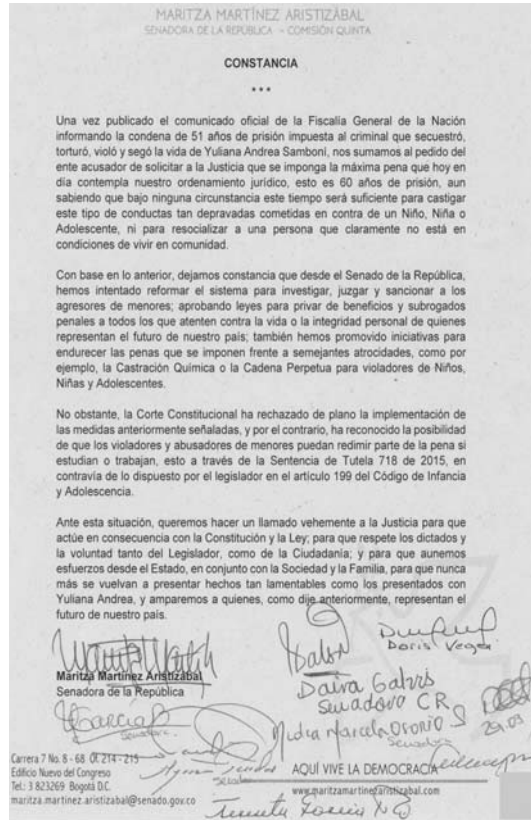 MARITZA MARTÍNEZ ARISTIZÁBAL
SENADORA DE LA REPÚBLICA - COMISIÓN QUINTA
CONSTANCIA
***
Una vez publicado el comunicado oficial de la Fiscalía General de la Nación
informando la condena de 51 años de prisión impuesta al criminal que secuestró,
torturó, violó y segó la vida de Yuliana Andrea Samboní, nos sumamos al pedido del
ente acusador de solicitar a la Justicia que se imponga la máxima pena que hoy en
día contempla nuestro ordenamiento jurídico, esto es 60 años de prisión, aun
sabiendo que bajo ninguna circunstancia este tiempo será suficiente para castigar
este tipo de conductas tan depravadas cometidas en contra de un Niño, Niña o
Adolescente, ni para resocializar a una persona que claramente no está en
condiciones de vivir en comunidad.
Con base en lo anterior, dejamos constancia que desde el Senado de la República,
hemos intentado reformar el sistema para investigar, juzgar y sancionar a los
agresores de menores; aprobando leyes para privar de beneficios y subrogados
penales a todos los que atenten contra la vida o la integridad personal de quienes
representan el futuro de nuestro país; también hemos promovido iniciativas para
endurecer las penas que se imponen frente a semejantes atrocidades, como por
ejemplo, la Castración Química o la Cadena Perpetua para violadores de Niños,
Niñas y Adolescentes.
No obstante, la Corte Constitucional ha rechazado de plano la implementación de
las medidas anteriormente señaladas, y por el contrario, ha reconocido la posibilidad
de que los violadores y abusadores de menores puedan redimir parte de la pena si
estudian o trabajan, esto a través de la Sentencia de Tutela 718 de 2015, en
contravía de lo dispuesto por el legislador en el artículo 199 del Código de Infancia
y Adolescencia.
Ante esta situación, queremos hacer un llamado vehemente a la Justicia para que
actúe en consecuencia con la Constitución y la Ley; para que respete los dictados y
la voluntad tanto del Legislador, como de la Ciudadanía; y para que aunemos
esfuerzos desde el Estado, en conjunto con la Sociedad y la Familia, para que nunca
más se vuelvan a presentar hechos tan lamentables como los presentados con
Yuliana Andrea, y amparemos a quienes, como dije anteriormente, representan el
futuro de nuestro país.
Doris Vega
Maritza Martínez Aristizábal
Senadora de la República
Daira Galvis
Senadora CR
Nidia Marcela Osorio S
Senadora
Senadora
29.03
Carrera 7 No. 8 - 68 Of. 214 - 215
Edificio Nuevo del Congreso
Tel.: 3 823269 Bogotá D.C.
maritza.martinez.aristizabal@senado.gov.co
AQUÍ VIVE LA DEMOCRACIA
www.maritzamartinezaristizabal.com